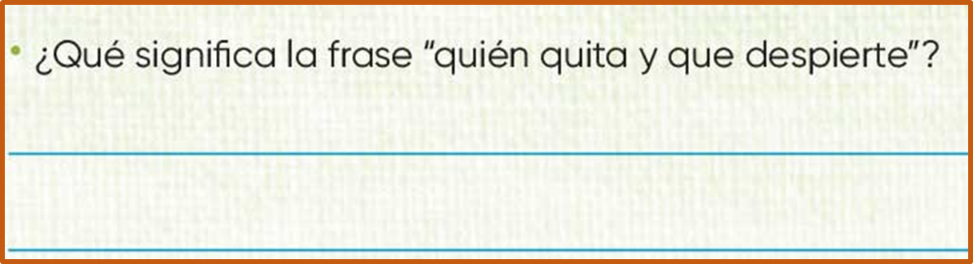 • ¿Qué significa la frase “quién quita y que despierte”?